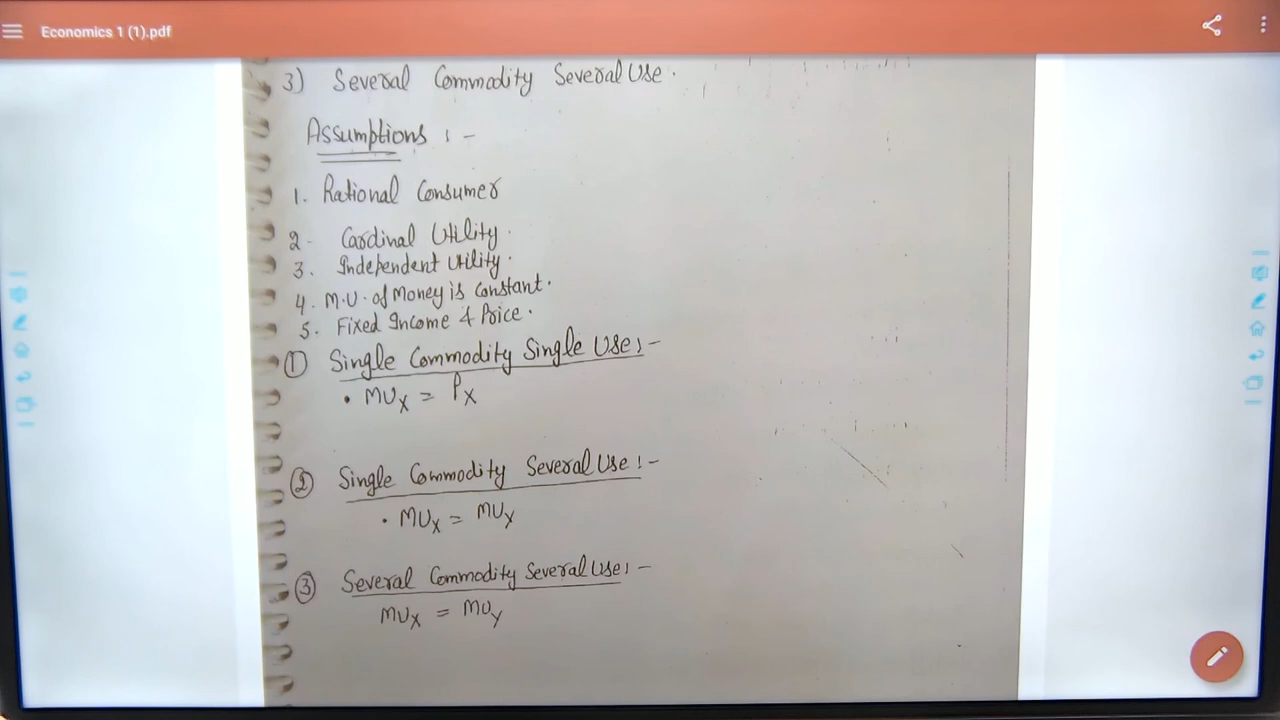 Economics 1 (1).pdf
3) Several Commodity Several Use.
Assumptions :-
1. Rational Consumer
2- Cardinal Utility.
3. Independent Utility.
4. M.U. of Money is Constant.
5. Fixed Income & Price.
① Single Commodity Single Use :-
• MUx = Px
② Single Commodity Several Use :-
• MUx = MUy
③ Several Commodity Several Use :-
MUx = MUy